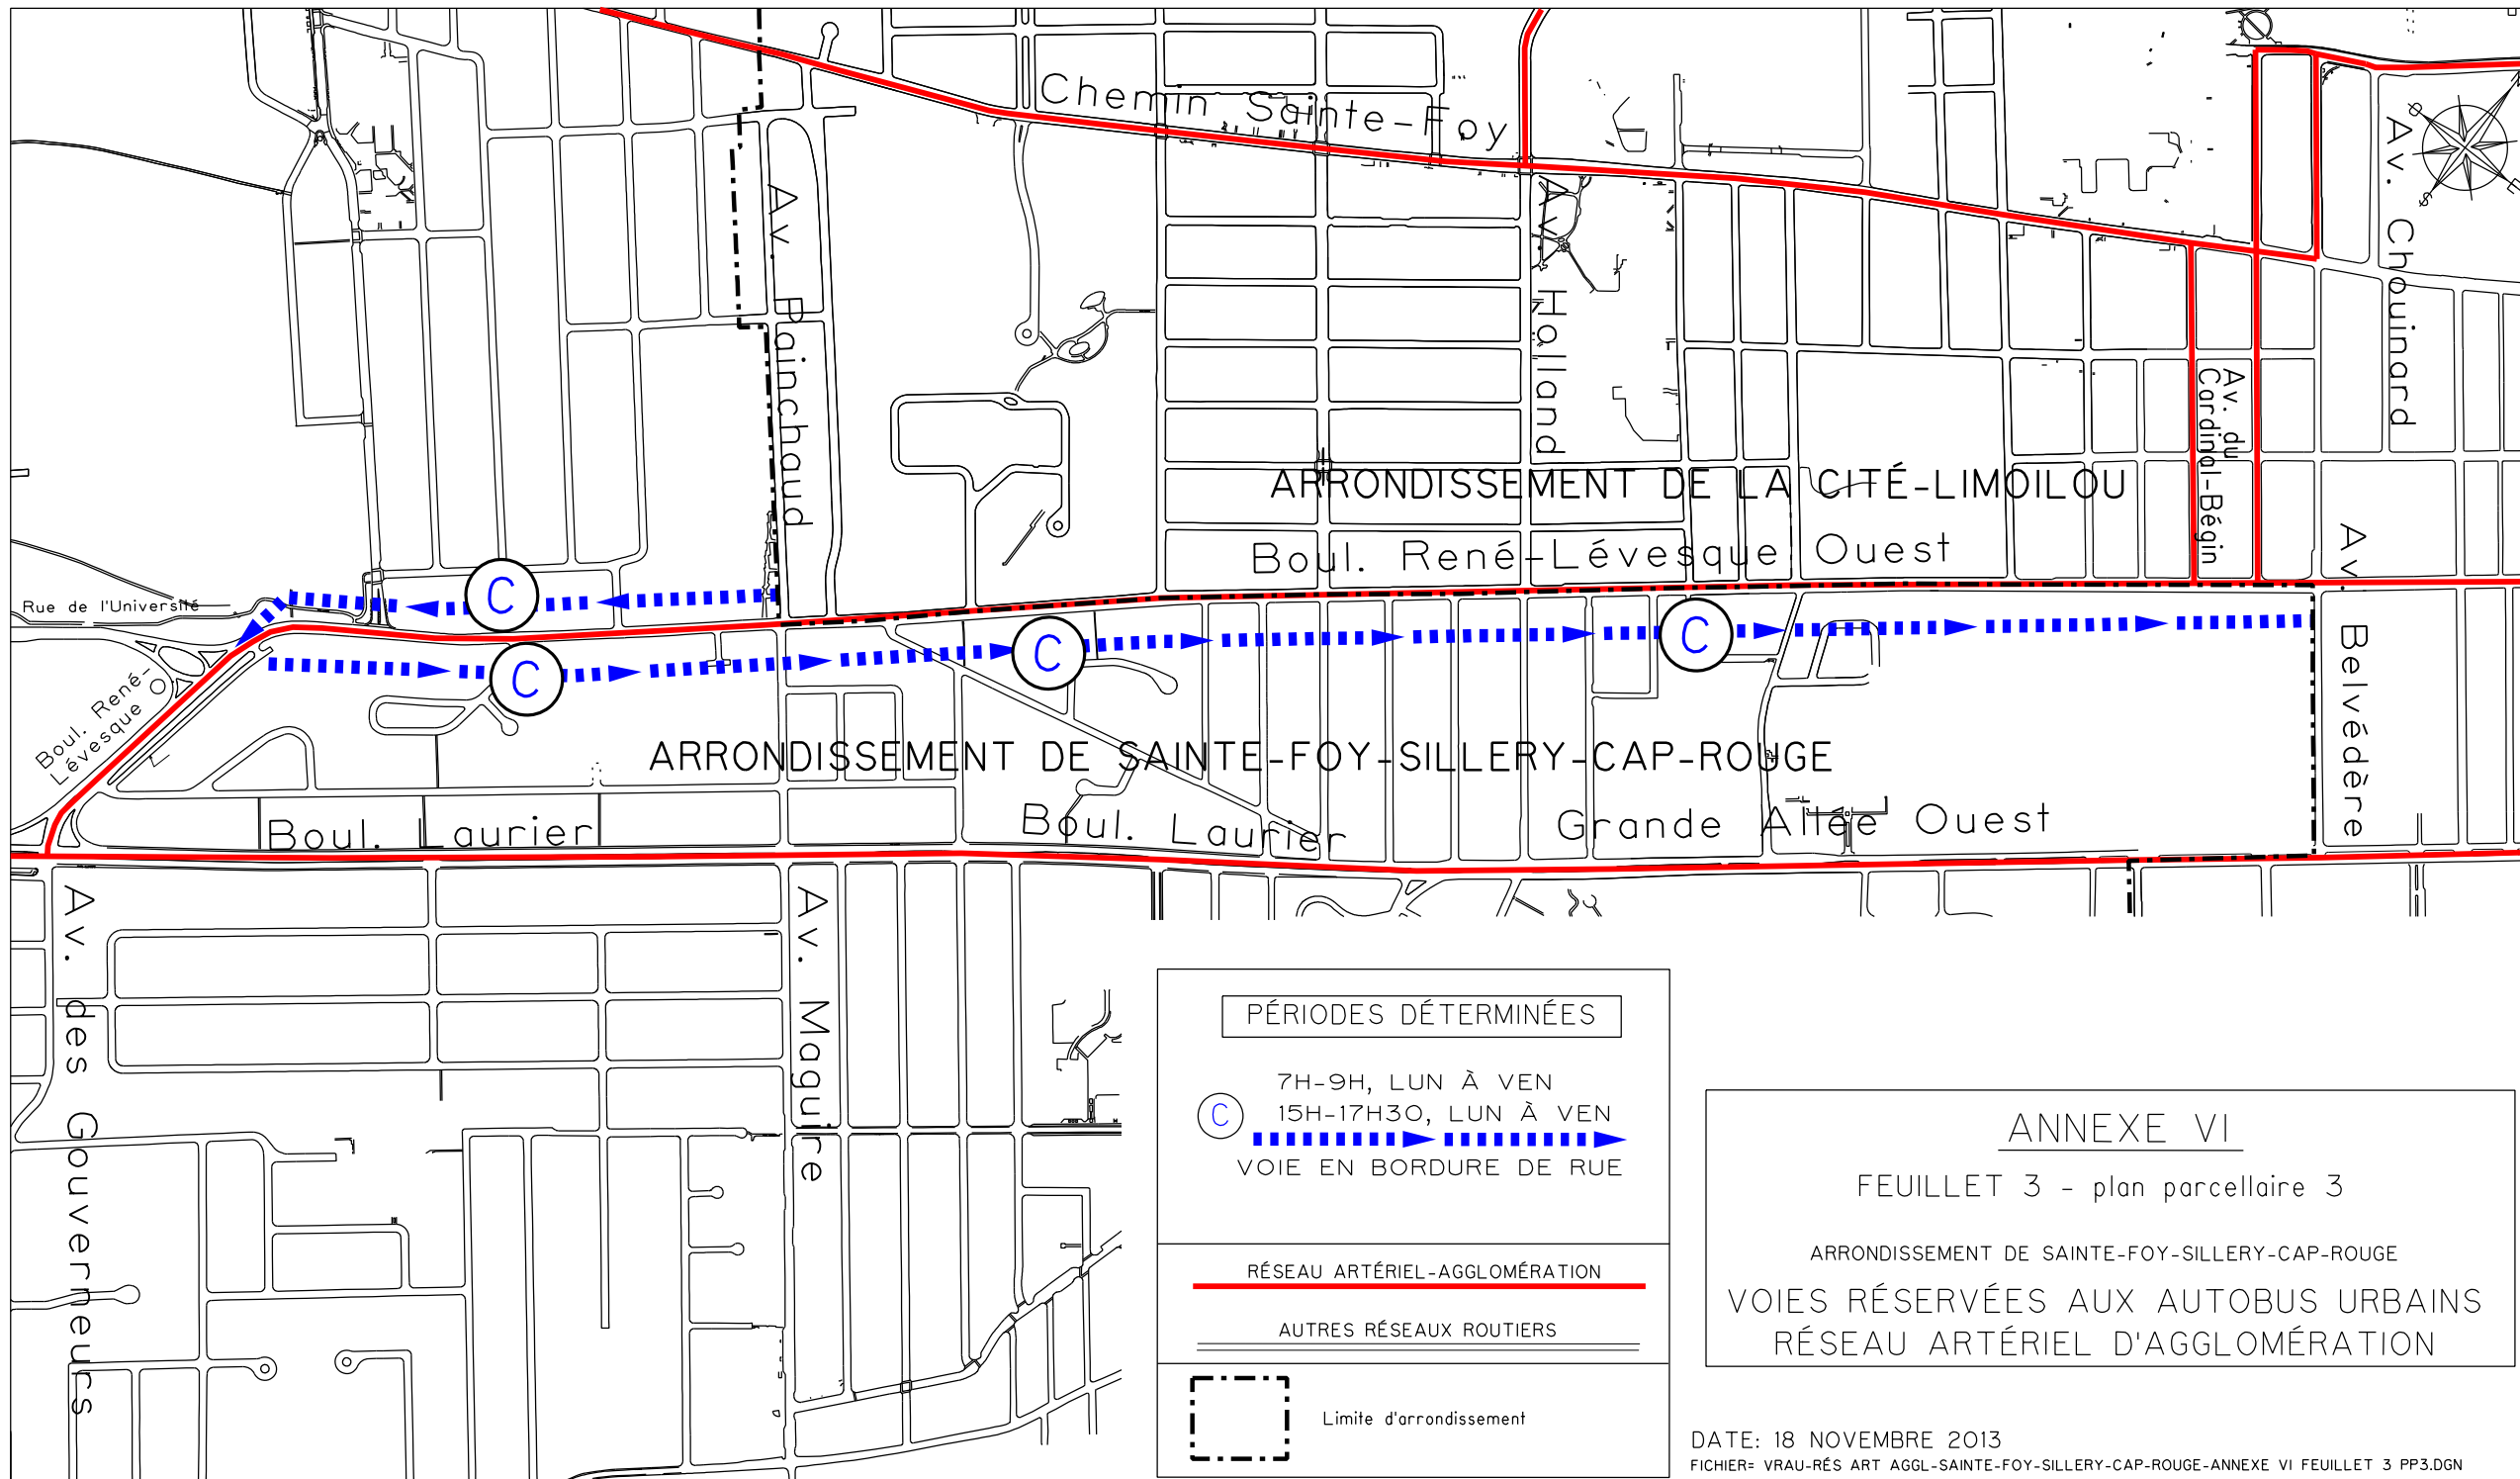 Chemin Sainte-Foy
Av. Painchaud
Av. Holland
Av. Chouinard
Av. du
Cardinal-Bégin
ARRONDISSEMENT DE LA CITÉ-LIMOILOU
Boul. René-Lévesque Ouest
Av. Belvédère
Rue de l'Université
C
C
C
C
Boul. René-
Lévesque
ARRONDISSEMENT DE SAINTE-FOY-SILLERY-CAP-ROUGE
Boul. Laurier
Boul. Laurier
Grande Allée Ouest
Av. des Gouverneurs
Av. Maguire
PÉRIODES DÉTERMINÉES
7H-9H, LUN À VEN
C 15H-17H30, LUN À VEN
VOIE EN BORDURE DE RUE
RÉSEAU ARTÉRIEL-AGGLOMÉRATION
AUTRES RÉSEAUX ROUTIERS
Limite d'arrondissement
ANNEXE VI
FEUILLET 3 - plan parcellaire 3
ARRONDISSEMENT DE SAINTE-FOY-SILLERY-CAP-ROUGE
VOIES RÉSERVÉES AUX AUTOBUS URBAINS
RÉSEAU ARTÉRIEL D'AGGLOMÉRATION
DATE: 18 NOVEMBRE 2013
FICHIER= VRAU-RÉS ART AGGL-SAINTE-FOY-SILLERY-CAP-ROUGE-ANNEXE VI FEUILLET 3 PP3.DGN